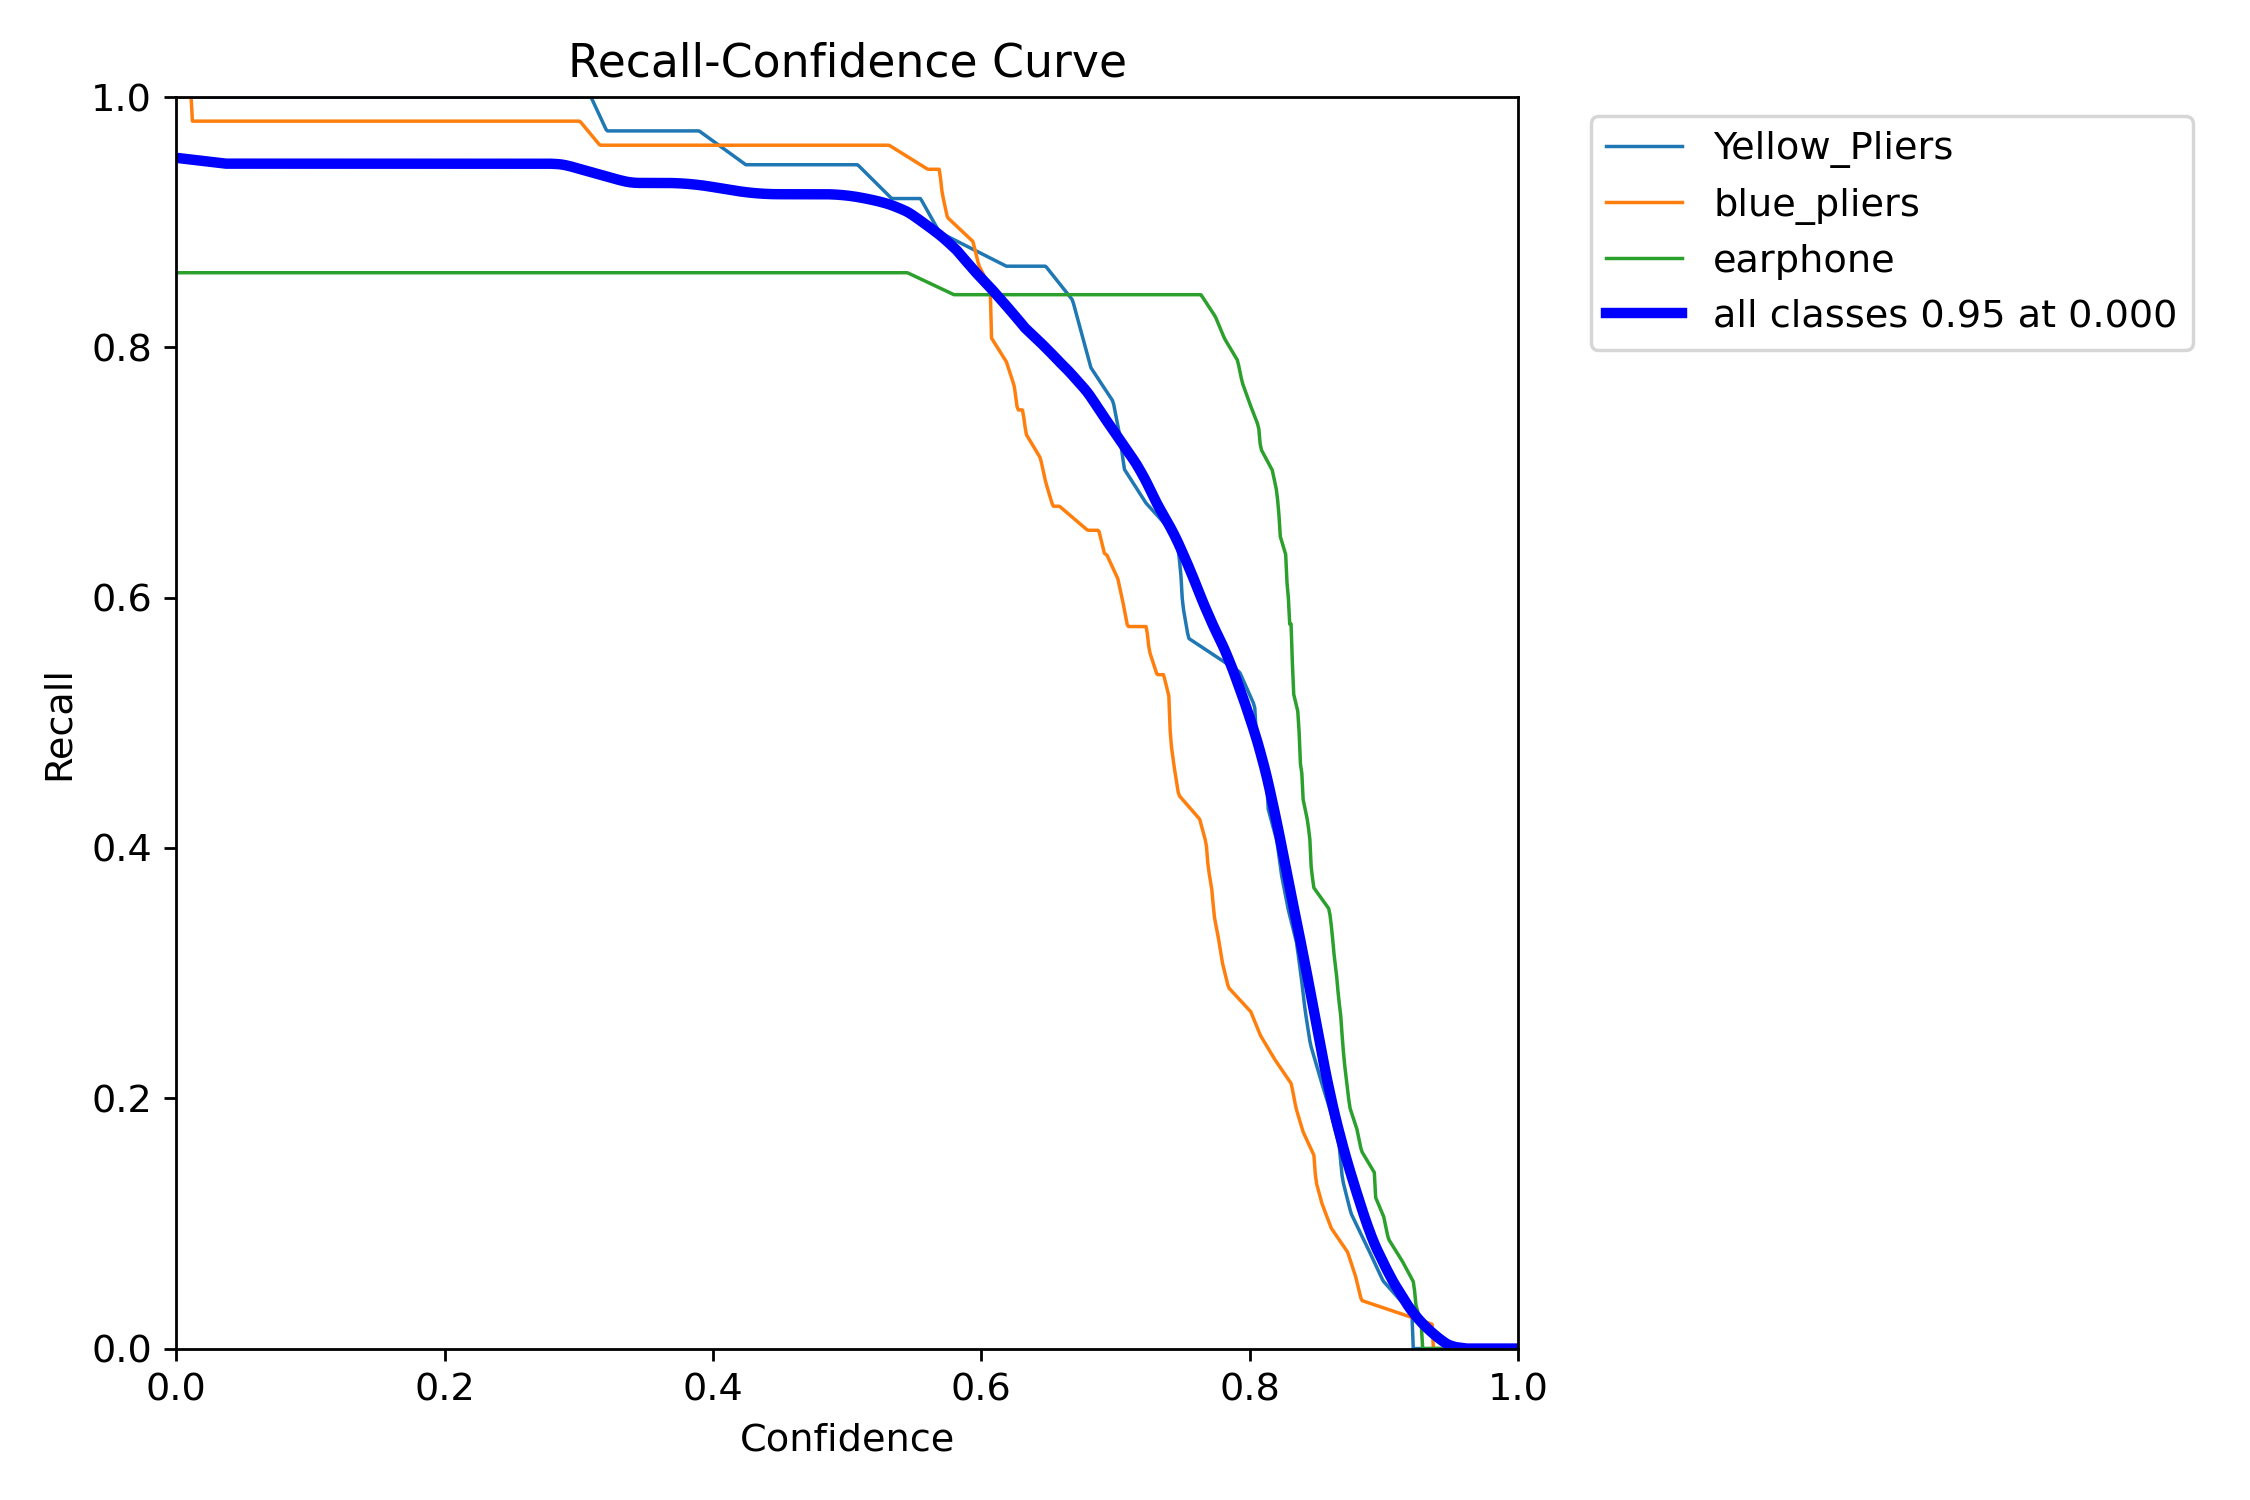 Recall-Confidence Curve
1.0
0.8
0.6
0.4
0.2
0.0
Recall
0.0 0.2 0.4 0.6 0.8 1.0
Confidence
Yellow_Pliers
blue_pliers
earphone
all classes 0.95 at 0.000